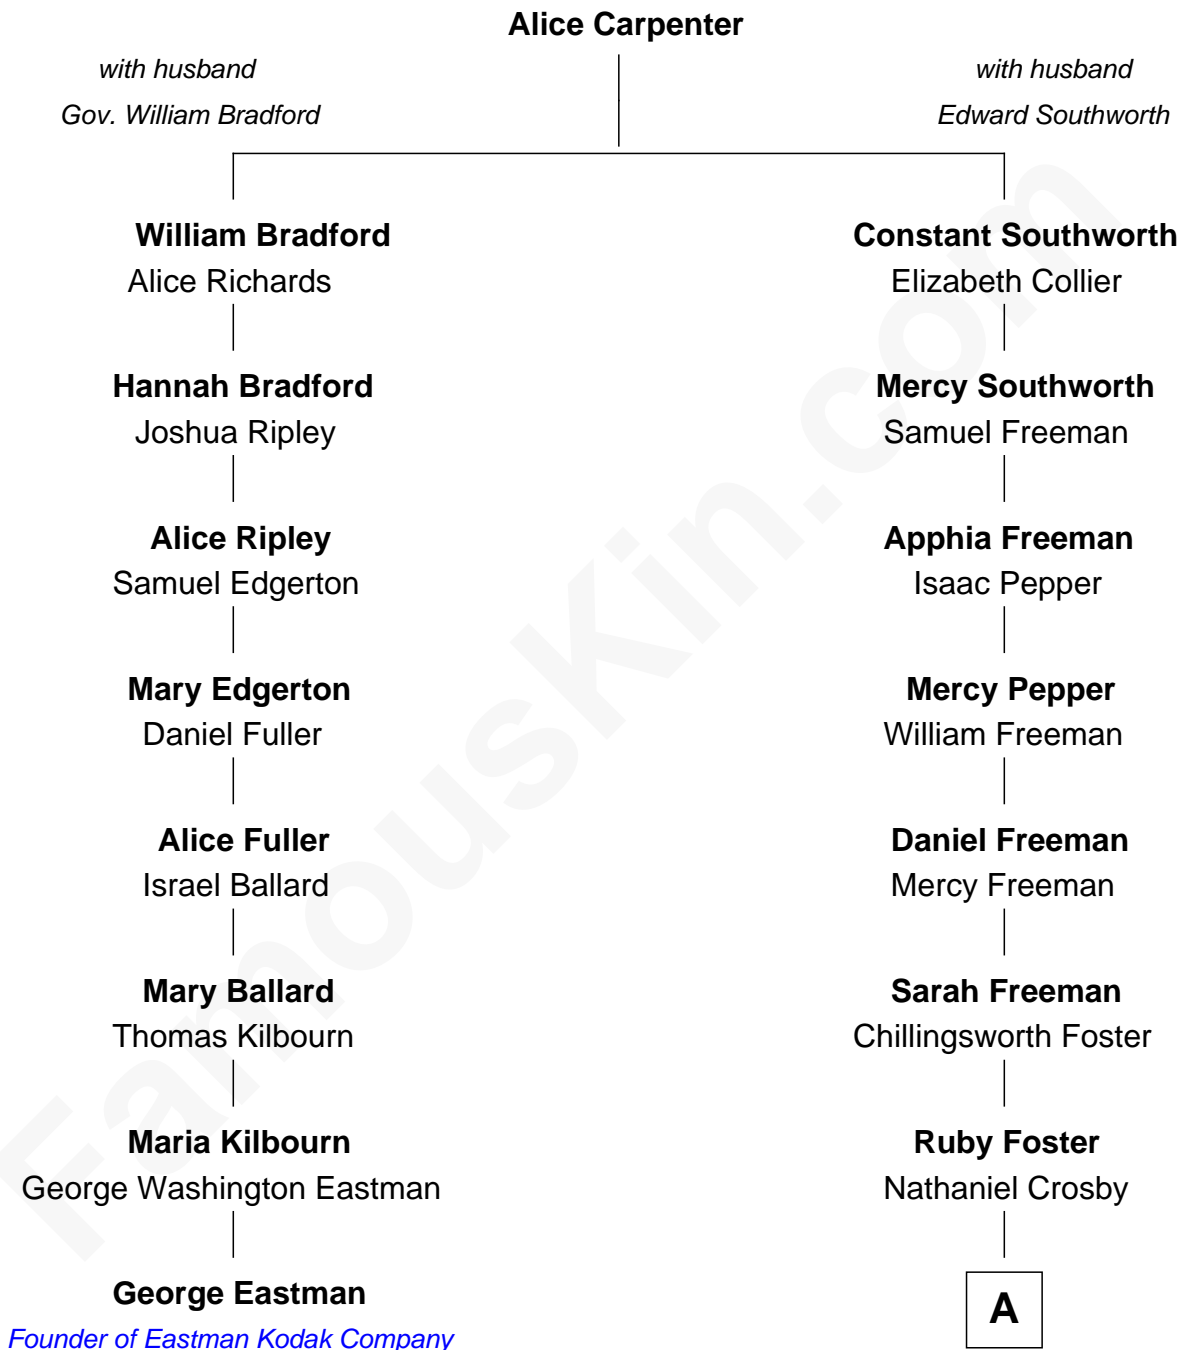 Alice Carpenter
with husband
Gov. William Bradford
with husband
Edward Southworth
William Bradford
Alice Richards
Constant Southworth
Elizabeth Collier
Hannah Bradford
Joshua Ripley
Mercy Southworth
Samuel Freeman
Alice Ripley
Samuel Edgerton
Apphia Freeman
Isaac Pepper
Mary Edgerton
Daniel Fuller
Mercy Pepper
William Freeman
Alice Fuller
Israel Ballard
Daniel Freeman
Mercy Freeman
Mary Ballard
Thomas Kilbourn
Sarah Freeman
Chillingsworth Foster
Maria Kilbourn
George Washington Eastman
Ruby Foster
Nathaniel Crosby
George Eastman
Founder of Eastman Kodak Company
A
FamousKin.com